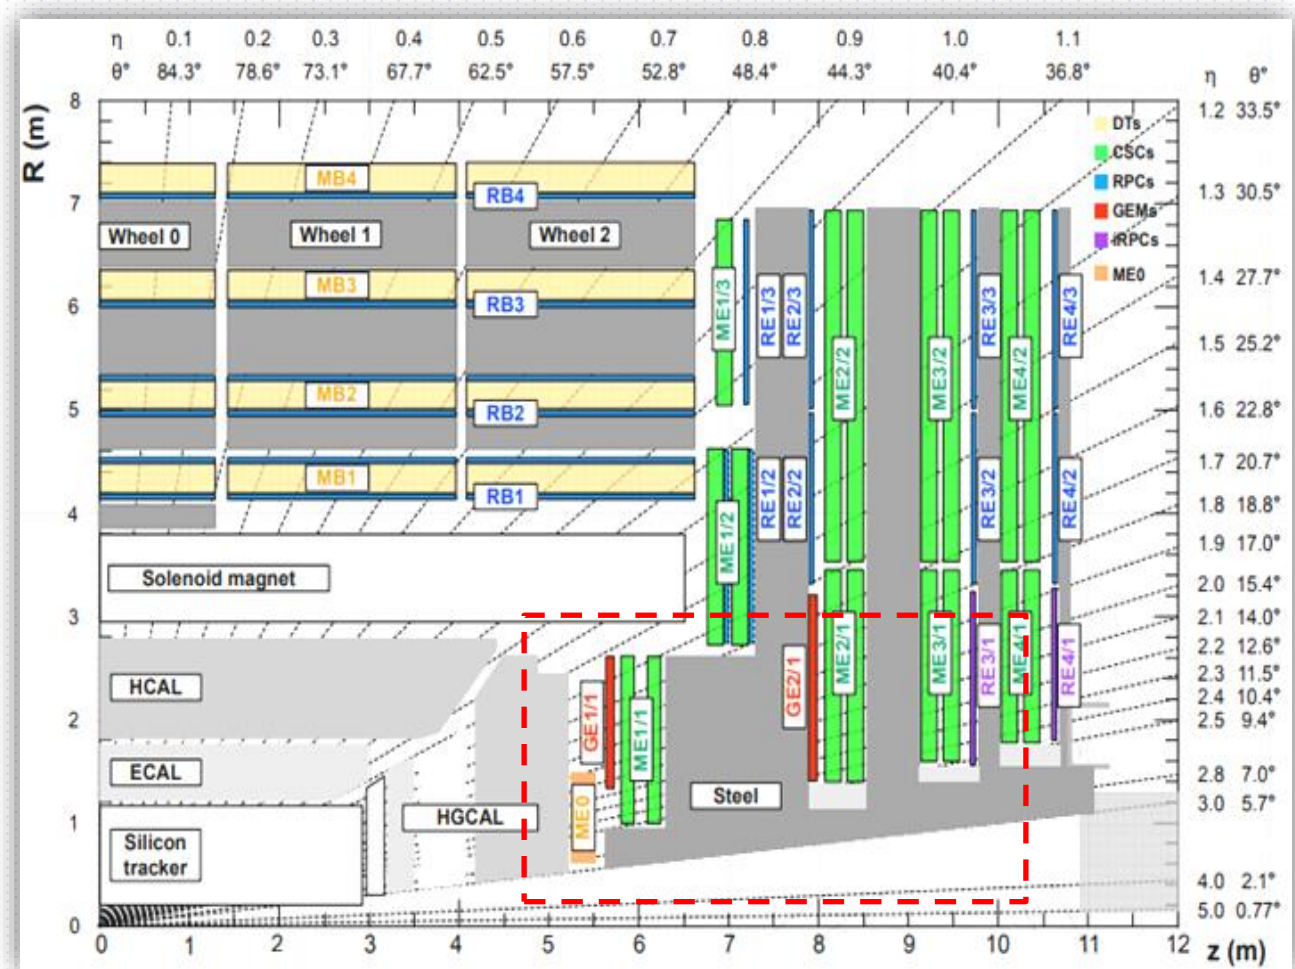 η 0.1 0.2 0.3 0.4 0.5 0.6 0.7 0.8 0.9 1.0 1.1
θ° 84.3° 78.6° 73.1° 67.7° 62.5° 57.5° 52.8° 48.4° 44.3° 40.4° 36.8° η θ°
R (m)
8
7
6
5
4
3
2
1
0
1.2 33.5°
1.3 30.5°
1.4 27.7°
1.5 25.2°
1.6 22.8°
1.7 20.7°
1.8 18.8°
1.9 17.0°
2.0 15.4°
2.1 14.0°
2.2 12.6°
2.3 11.5°
2.4 10.4°
2.5 9.4°
2.8 7.0°
3.0 5.7°
4.0 2.1°
5.0 0.77°
DTs
CSCs
RPCs
GEMs
iRPCs
ME0
MB4
RB4
Wheel 0 Wheel 1 Wheel 2
MB3
RB3
MB2
RB2
MB1
RB1
Solenoid magnet
HCAL
ECAL
HGCAL
Silicon
tracker
Steel
ME1/3
RE1/3
RE2/3
ME2/2
ME3/2
RE3/3
ME4/2
RE4/3
ME1/2
RE1/2
RE2/2
RE3/2
RE4/2
GE1/1
ME1/1
ME0
GE2/1
ME2/1
ME3/1
RE3/1
ME4/1
RE4/1
0 1 2 3 4 5 6 7 8 9 10 11 12
z (m)